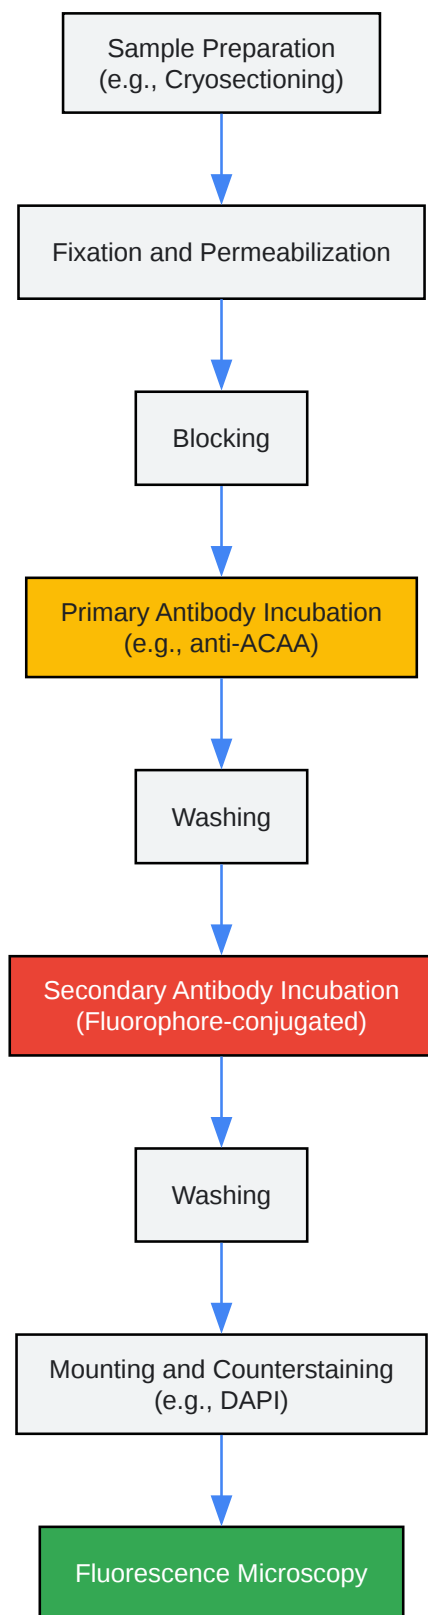 Sample Preparation
(e.g., Cryosectioning)
Fixation and Permeabilization
Blocking
Primary Antibody Incubation
(e.g., anti-ACAA)
Washing
Secondary Antibody Incubation
(Fluorophore-conjugated)
Washing
Mounting and Counterstaining
(e.g., DAPI)
Fluorescence Microscopy